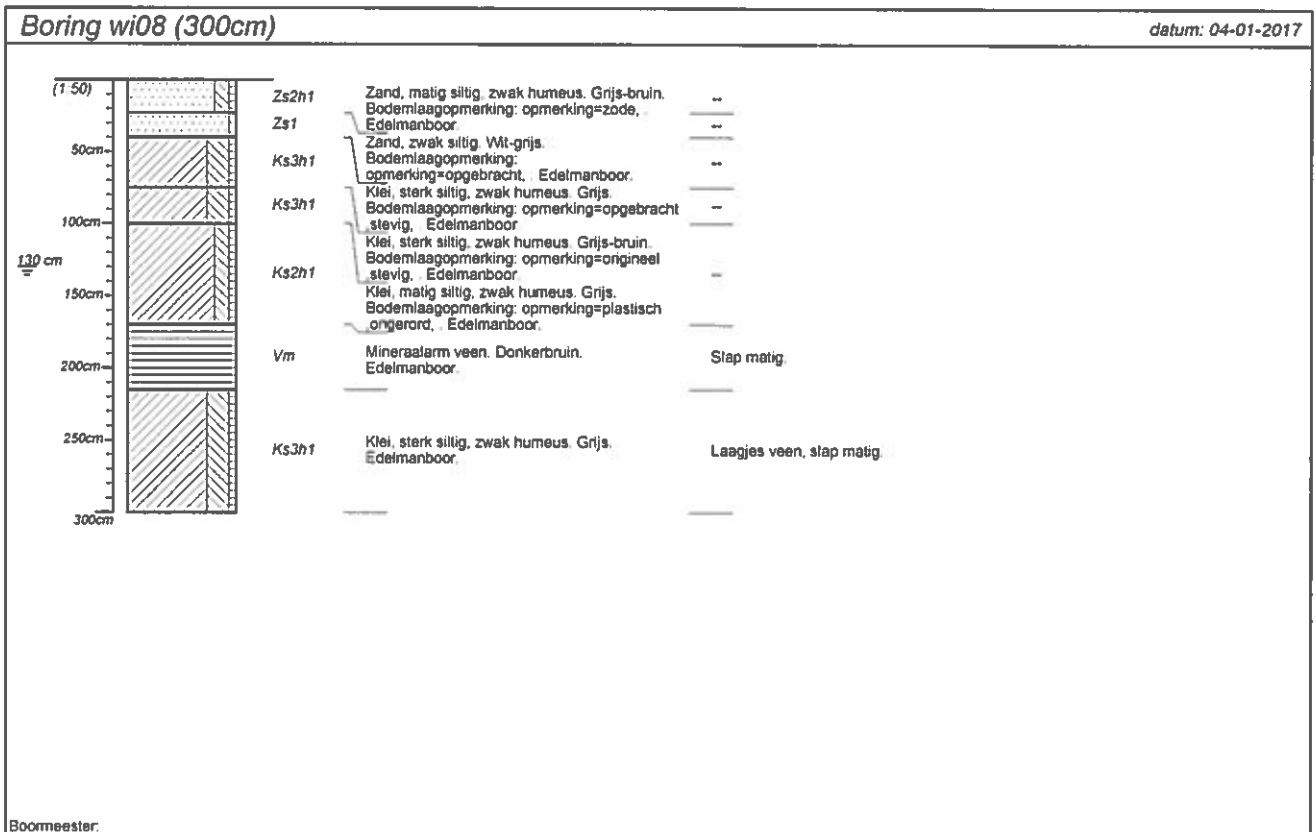 Boring wi08 (300cm)
datum: 04-01-2017
(1:50)
Zs2h1
Zand, matig siltig, zwak humeus. Grijs-bruin.
Bodemlaagopmerking: opmerking=zode, .
Edelmanboor.
--
Zs1
Zand, zwak siltig. Wit-grijs.
Bodemlaagopmerking:
opmerking=opgebracht, . Edelmanboor.
--
50cm
Ks3h1
Klei, sterk siltig, zwak humeus. Grijs.
Bodemlaagopmerking: opmerking=opgebracht
,stevig, . Edelmanboor.
--
Ks3h1
Klei, sterk siltig, zwak humeus. Grijs-bruin.
Bodemlaagopmerking: opmerking=origineel
,stevig, . Edelmanboor.
--
100cm
130 cm
Ks2h1
Klei, matig siltig, zwak humeus. Grijs.
Bodemlaagopmerking: opmerking=plastisch
,ongerord, . Edelmanboor.
--
150cm
Vm
Mineraalarm veen. Donkerbruin.
Edelmanboor.
Slap matig.
200cm
250cm
Ks3h1
Klei, sterk siltig, zwak humeus. Grijs.
Edelmanboor.
Laagjes veen, slap matig.
300cm
Boormeester: